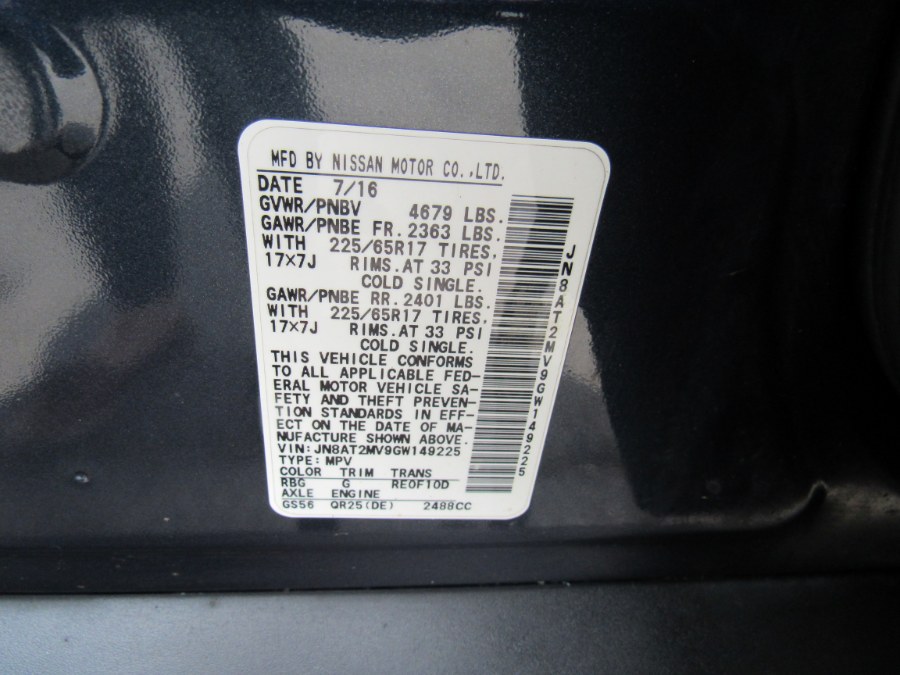 MFD BY NISSAN MOTOR CO.,LTD.
DATE 7/16
GVWR/PNBV 4679 LBS.
GAWR/PNBE FR. 2363 LBS.
WITH 225/65R17 TIRES,
17×7J RIMS.AT 33 PSI
COLD SINGLE.
GAWR/PNBE RR. 2401 LBS.
WITH 225/65R17 TIRES.
17×7J RIMS.AT 33 PSI
COLD SINGLE.
THIS VEHICLE CONFORMS
TO ALL APPLICABLE FED-
ERAL MOTOR VEHICLE SA-
FETY AND THEFT PREVEN-
TION STANDARDS IN EFF-
ECT ON THE DATE OF MA-
NUFACTURE SHOWN ABOVE.
VIN: JN8AT2MV9GW149225
TYPE: MPV
COLOR TRIM TRANS
RBG G RE0F10D
AXLE ENGINE
GS56 QR25(DE) 2488CC
JN8AT2MV9GW149225